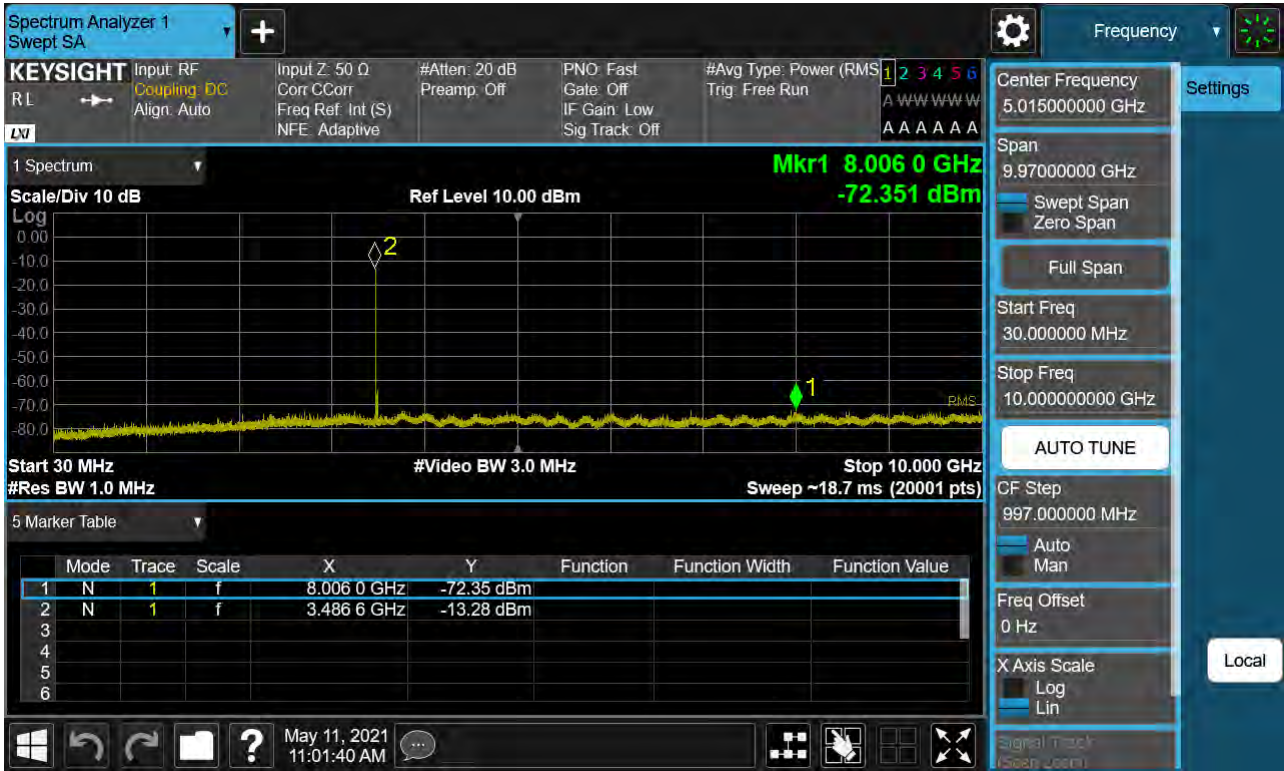 Spectrum Analyzer 1
Swept SA
Frequency
KEYSIGHT
RL
LXI
Input: RF
Coupling: DC
Align: Auto
Input Z: 50 Ω
Corr CCorr
Freq Ref: Int (S)
NFE: Adaptive
#Atten: 20 dB
Preamp: Off
PNO: Fast
Gate: Off
IF Gain: Low
Sig Track: Off
#Avg Type: Power (RMS
Trig: Free Run
1 2 3 4 5 6
A W W W W W
A A A A A A
1 Spectrum
Scale/Div 10 dB
Ref Level 10.00 dBm
Mkr1 8.006 0 GHz
-72.351 dBm
Log
0.00
-10.0
-20.0
-30.0
-40.0
-50.0
-60.0
-70.0
-80.0
2
1
RMS
Start 30 MHz
#Video BW 3.0 MHz
Stop 10.000 GHz
#Res BW 1.0 MHz
Sweep ~18.7 ms (20001 pts)
5 Marker Table
Mode Trace Scale X Y Function Function Width Function Value
1 N 1 f 8.006 0 GHz -72.35 dBm
2 N 1 f 3.486 6 GHz -13.28 dBm
3
4
5
6
May 11, 2021
11:01:40 AM
Center Frequency
5.015000000 GHz
Span
9.97000000 GHz
Swept Span
Zero Span
Full Span
Start Freq
30.000000 MHz
Stop Freq
10.000000000 GHz
AUTO TUNE
CF Step
997.000000 MHz
Auto
Man
Freq Offset
0 Hz
X Axis Scale
Log
Lin
Signal Track
(Span Zoom)
Settings
Local